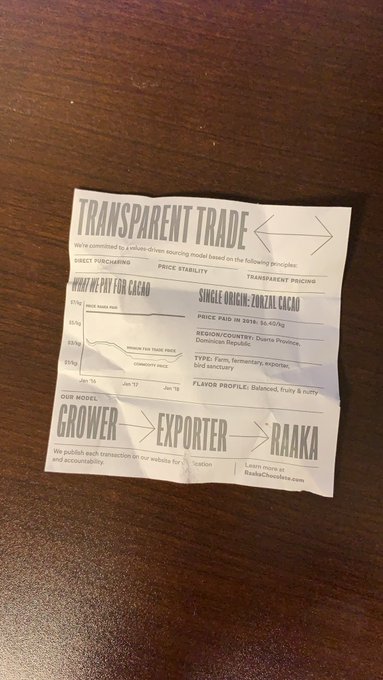 TRANSPARENT TRADE
We're committed to a values-driven sourcing model based on the following principles:
DIRECT PURCHASING
PRICE STABILITY
TRANSPARENT PRICING
WHAT WE PAY FOR CACAO
$7/kg
PRICE RAAKA PAID
$5/kg
$3/kg
MINIMUM FAIR TRADE PRICE
COMMODITY PRICE
$1/kg
Jan '16
Jan '17
Jan '18
SINGLE ORIGIN: ZORZAL CACAO
PRICE PAID IN 2018: $6.40/kg
REGION/COUNTRY: Duarte Province,
Dominican Republic
TYPE: Farm, fermentary, exporter,
bird sanctuary
FLAVOR PROFILE: Balanced, fruity & nutty
OUR MODEL
GROWER
EXPORTER
RAAKA
We publish each transaction on our website for
and accountability.
Learn more at
RaakaChocolate.com